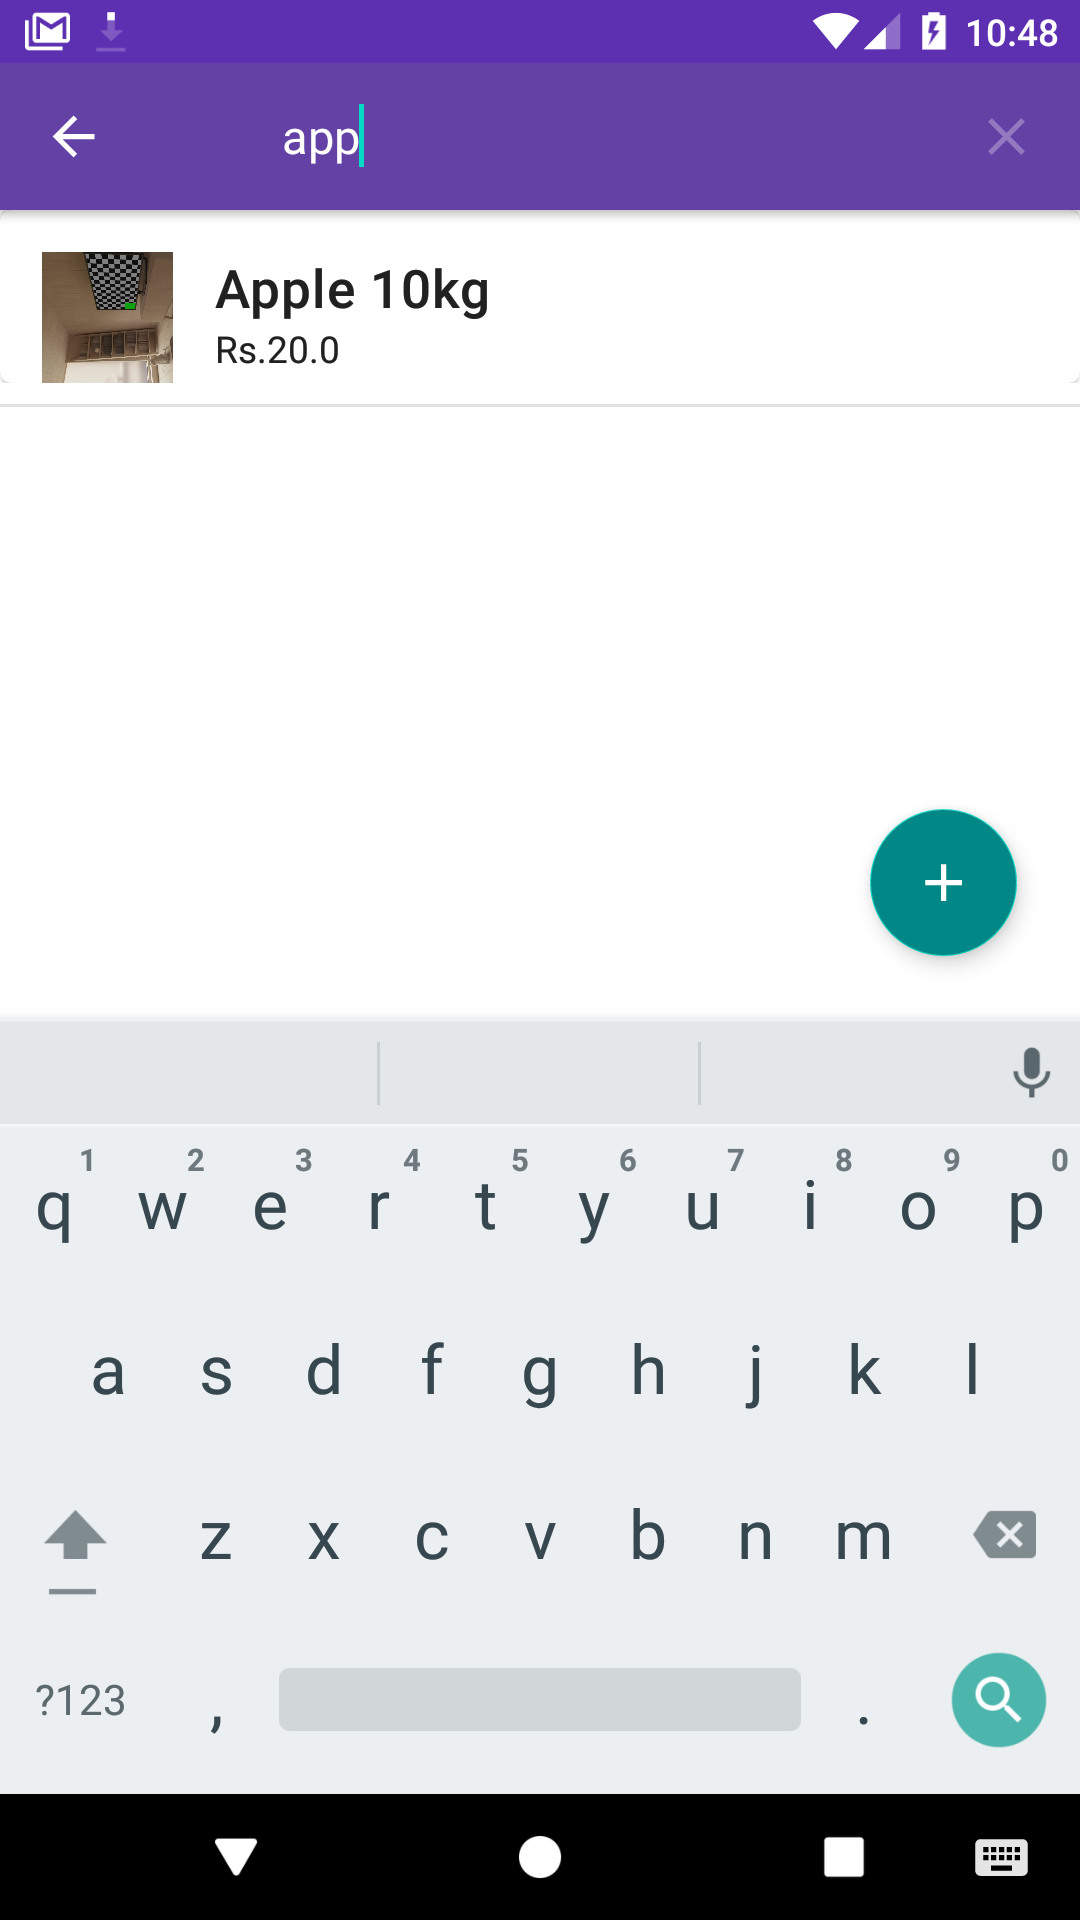 10:48
app
Apple 10kg
Rs.20.0
1 2 3 4 5 6 7 8 9 0
q w e r t y u i o p
a s d f g h j k l
z x c v b n m
?123 , .